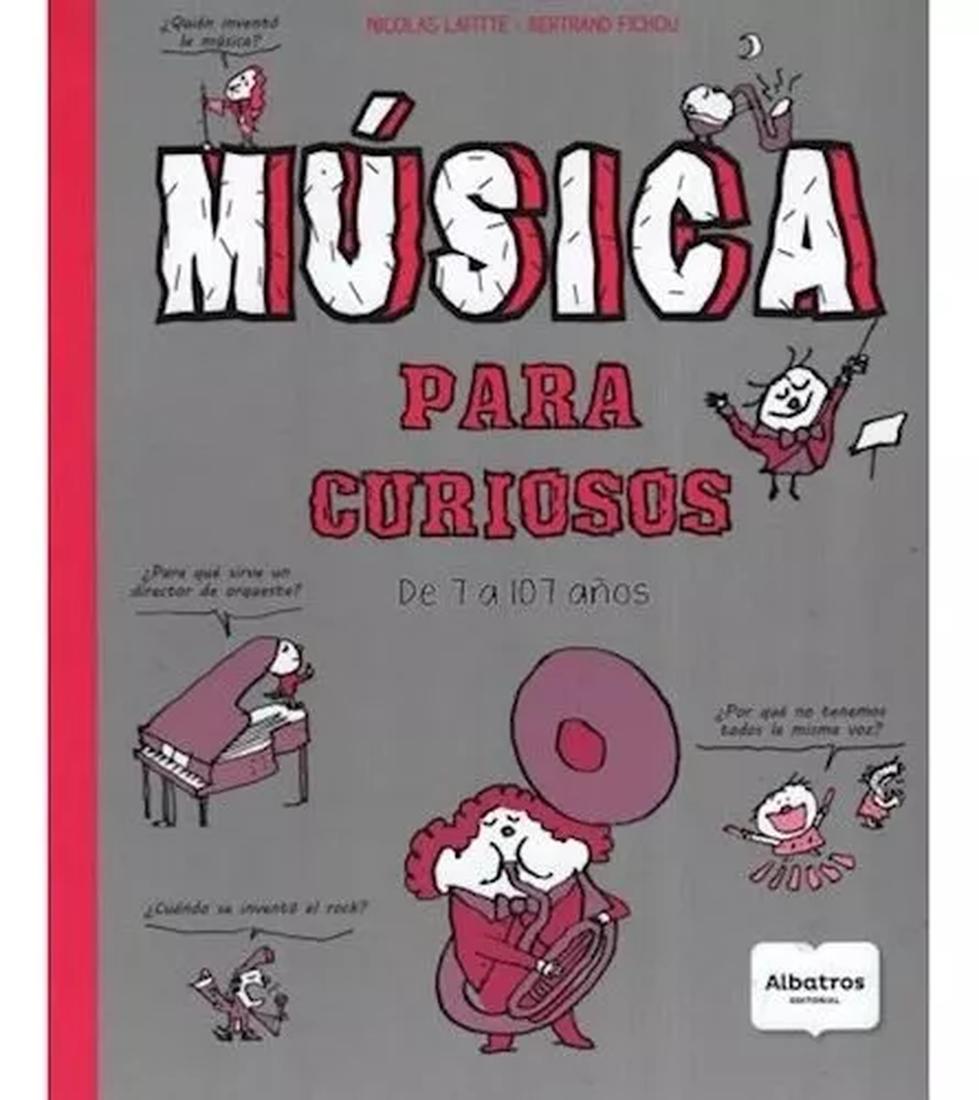 NICOLAS LAFITTE - BERTRAND FICHOU
¿Quién inventó
la música?
MÚSICA
PARA
CURIOSOS
De 7 a 107 años
¿Para qué sirve un
director de orquesta?
¿Por qué no tenemos
todos la misma voz?
¿Cuándo se inventó el rock?
Albatros
EDITORIAL